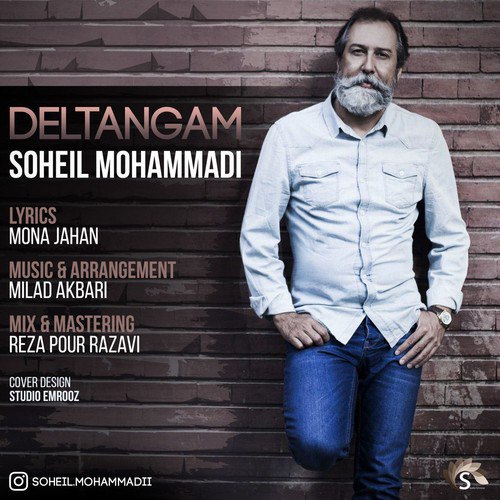 DELTANGAM
SOHEIL MOHAMMADI
LYRICS
MONA JAHAN
MUSIC & ARRANGEMENT
MILAD AKBARI
MIX & MASTERING
REZA POUR RAZAVI
COVER DESIGN
STUDIO EMROOZ
SOHEIL.MOHAMMADII
S